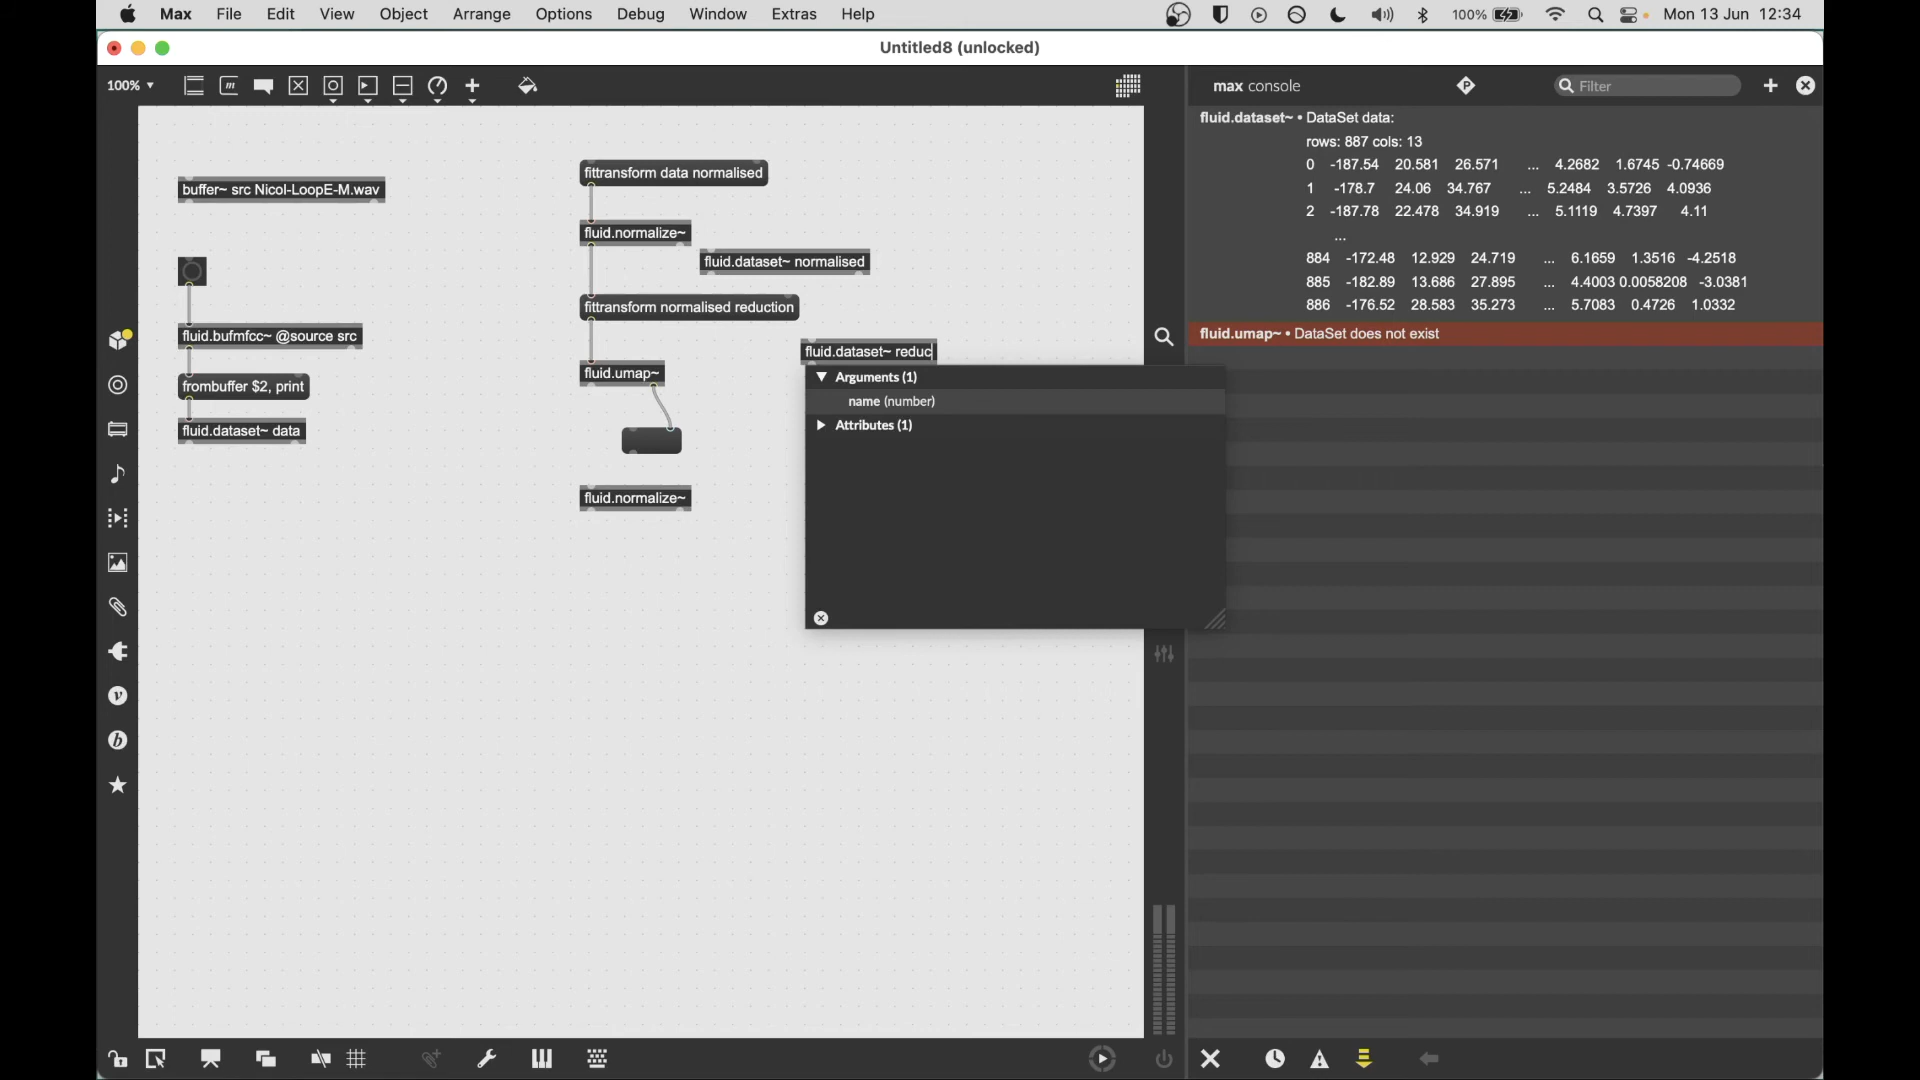 Max File Edit View Object Arrange Options Debug Window Extras Help 100% Mon 13 Jun 12:34
Untitled8 (unlocked)
100%
max console
Filter
buffer~ src Nicol-LoopE-M.wav
fluid.bufmfcc~ @source src
frombuffer $2, print
fluid.dataset~ data
fittransform data normalised
fluid.normalize~
fluid.dataset~ normalised
fittransform normalised reduction
fluid.dataset~ reduc
fluid.umap~
fluid.normalize~
Arguments (1)
name (number)
Attributes (1)
fluid.dataset~ • DataSet data:
rows: 887 cols: 13
0 -187.54 20.581 26.571 ... 4.2682 1.6745 -0.74669
1 -178.7 24.06 34.767 ... 5.2484 3.5726 4.0936
2 -187.78 22.478 34.919 ... 5.1119 4.7397 4.11
...
884 -172.48 12.929 24.719 ... 6.1659 1.3516 -4.2518
885 -182.89 13.686 27.895 ... 4.4003 0.0058208 -3.0381
886 -176.52 28.583 35.273 ... 5.7083 0.4726 1.0332
fluid.umap~ • DataSet does not exist